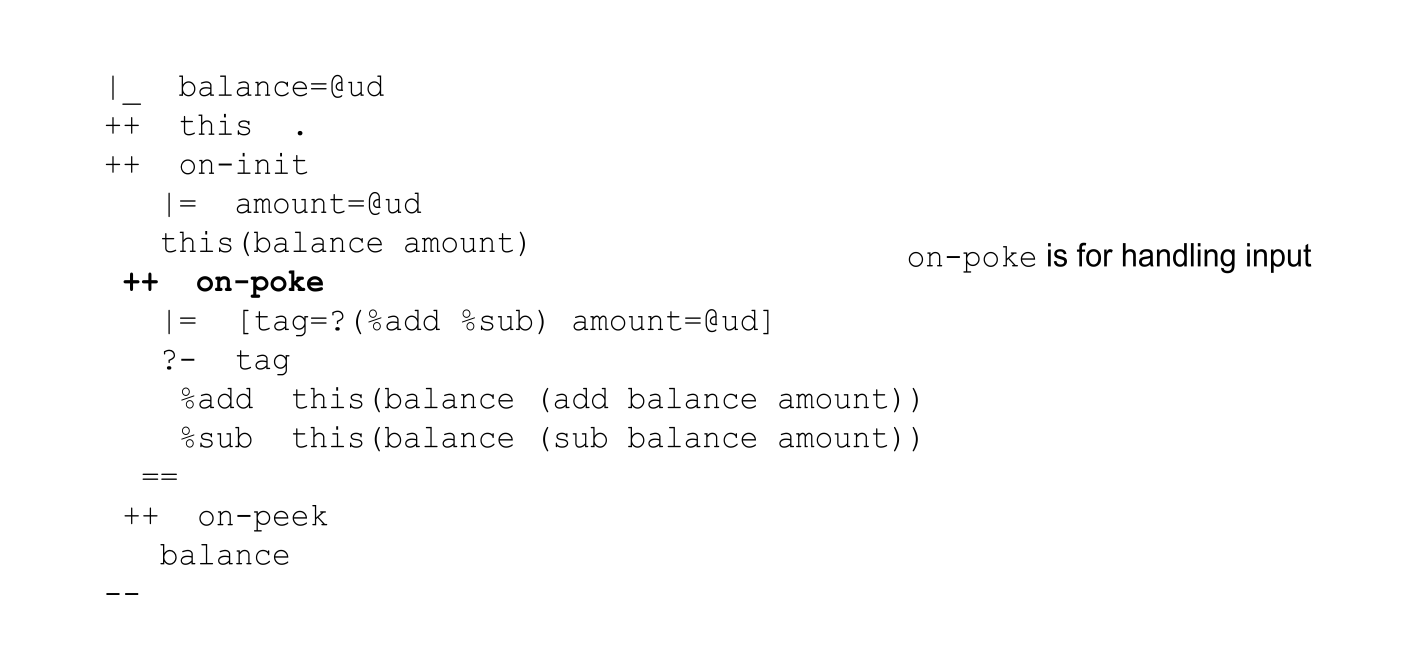 |_  balance=@ud
++  this  .
++  on-init
   |=  amount=@ud
   this(balance amount)
on-poke is for handling input
 ++  on-poke
   |=  [tag=?(%add %sub) amount=@ud]
   ?-  tag
    %add  this(balance (add balance amount))
    %sub  this(balance (sub balance amount))
  ==
 ++  on-peek
   balance
--